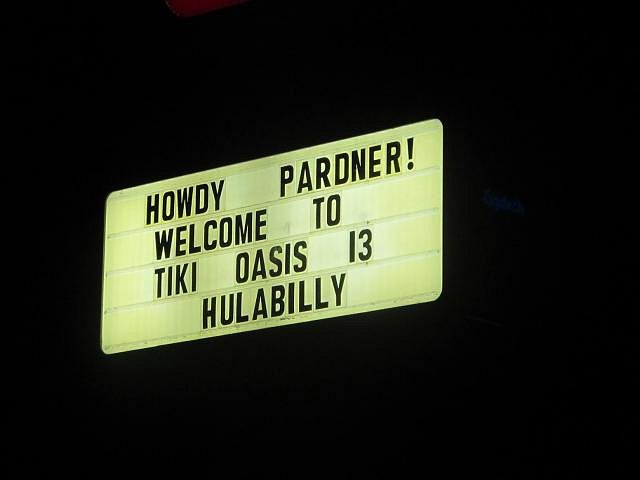 HOWDY PARDNER!
WELCOME TO
TIKI OASIS 13
HULABILLY